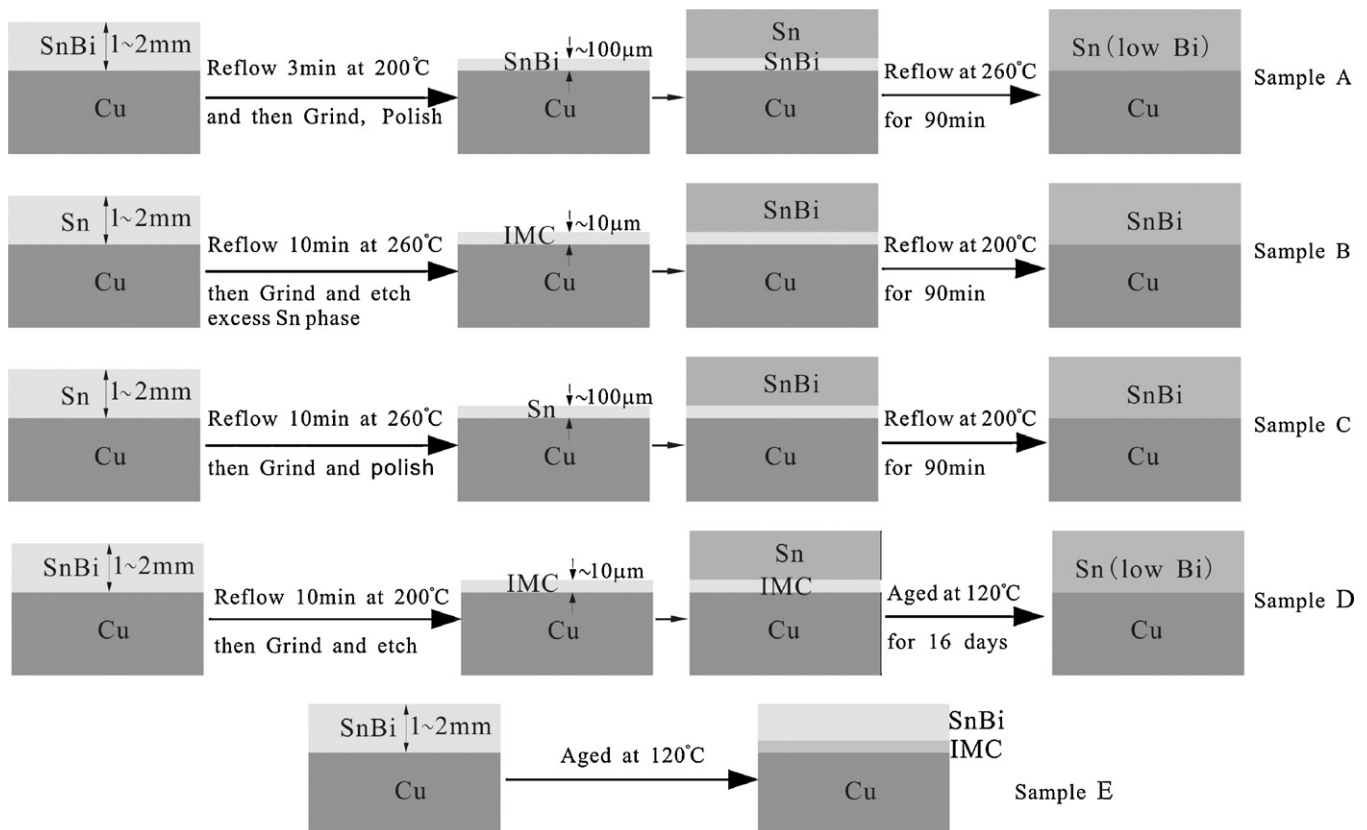 SnBi 1~2mm
Cu
Reflow 3min at 200℃
and then Grind, Polish
SnBi ~100μm
Cu
Sn
SnBi
Cu
Reflow at 260℃
for 90min
Sn(low Bi)
Cu
Sample A
Sn 1~2mm
Cu
Reflow 10min at 260℃
then Grind and etch
excess Sn phase
IMC ~10μm
Cu
SnBi
Cu
Reflow at 200℃
for 90min
SnBi
Cu
Sample B
Sn 1~2mm
Cu
Reflow 10min at 260℃
then Grind and polish
Sn ~100μm
Cu
SnBi
Cu
Reflow at 200℃
for 90min
SnBi
Cu
Sample C
SnBi 1~2mm
Cu
Reflow 10min at 200℃
then Grind and etch
IMC ~10μm
Cu
Sn
IMC
Cu
Aged at 120℃
for 16 days
Sn(low Bi)
Cu
Sample D
SnBi 1~2mm
Cu
Aged at 120℃
SnBi
IMC
Cu
Sample E